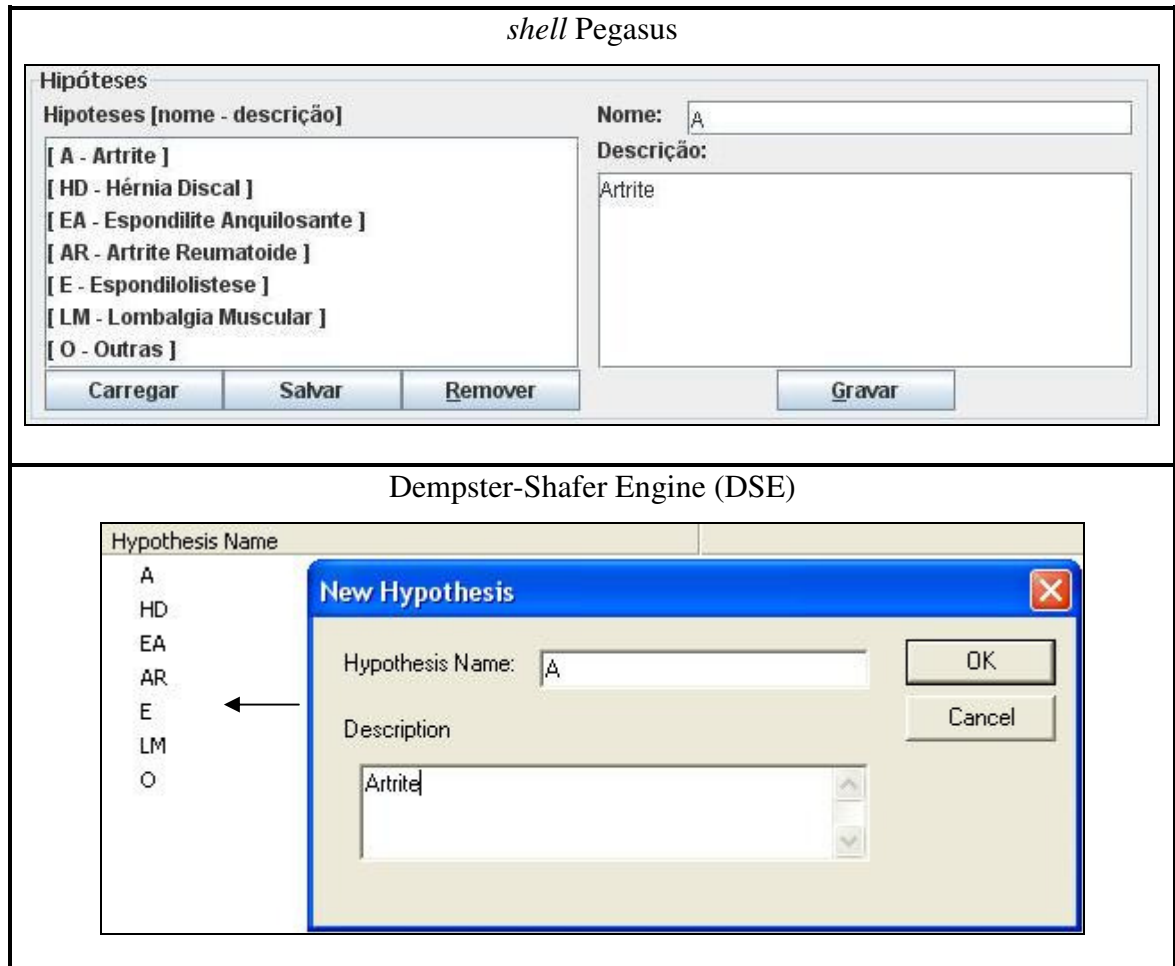 shell Pegasus
Hipóteses
Hipoteses [nome - descrição]
[ A - Artrite ]
[ HD - Hérnia Discal ]
[ EA - Espondilite Anquilosante ]
[ AR - Artrite Reumatoide ]
[ E - Espondilolistese ]
[ LM - Lombalgia Muscular ]
[ O - Outras ]
Carregar Salvar Remover
Nome: A
Descrição:
Artrite
Gravar
Dempster-Shafer Engine (DSE)
Hypothesis Name
A
HD
EA
AR
E
LM
O
New Hypothesis
Hypothesis Name: A
OK
Cancel
Description
Artrite